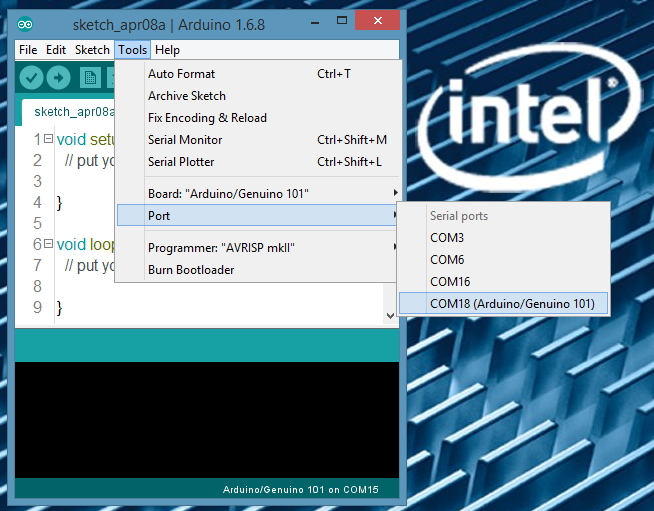 sketch_apr08a | Arduino 1.6.8
File Edit Sketch Tools Help
sketch_apr08a
Auto Format Ctrl+T
Archive Sketch
Fix Encoding & Reload
Serial Monitor Ctrl+Shift+M
Serial Plotter Ctrl+Shift+L
Board: "Arduino/Genuino 101"
Port
Programmer: "AVRISP mkII"
Burn Bootloader
Serial ports
COM3
COM6
COM16
COM18 (Arduino/Genuino 101)
1 void setu
2 // put yo
3
4 }
5
6 void loop
7 // put yo
8
9 }
Arduino/Genuino 101 on COM15
intel